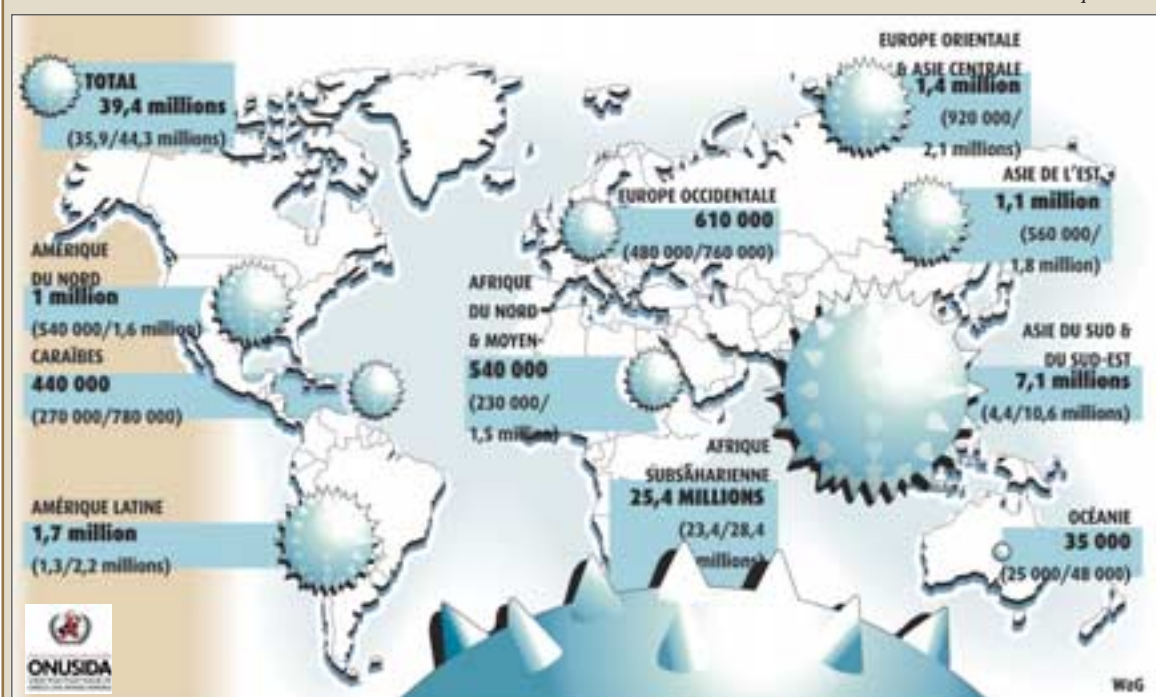 TOTAL
39,4 millions
(35,9/44,3 millions)
AMÉRIQUE
DU NORD
1 million
(540 000/1,6 million)
CARAÏBES
440 000
(270 000/780 000)
AMÉRIQUE LATINE
1,7 million
(1,3/2,2 millions)
EUROPE OCCIDENTALE
610 000
(480 000/760 000)
AFRIQUE
DU NORD
& MOYEN-
540 000
(230 000/
1,5 million)
AFRIQUE
SUBSAHARIENNE
25,4 MILLIONS
(23,4/28,4
millions)
EUROPE ORIENTALE
& ASIE CENTRALE
1,4 million
(920 000/
2,1 millions)
ASIE DE L'EST
1,1 million
(560 000/
1,8 million)
ASIE DU SUD &
DU SUD-EST
7,1 millions
(4,4/10,6 millions)
OCÉANIE
35 000
(25 000/48 000)
ONUSIDA